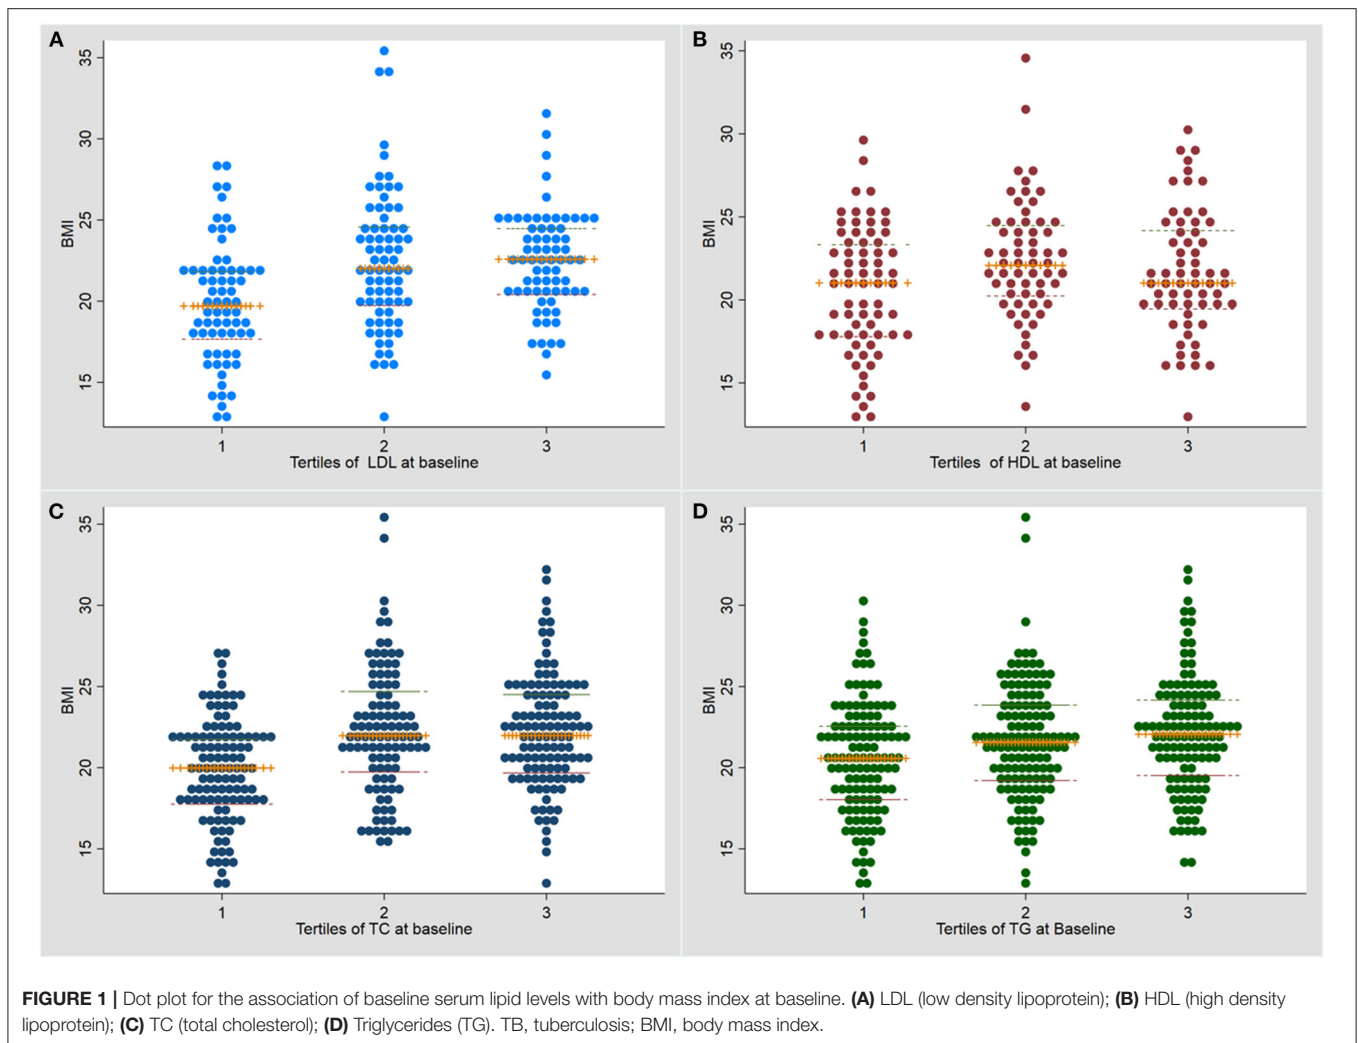 A
35
30
25
20
15
BMI
1 2 3
Tertiles of LDL at baseline
B
35
30
25
20
15
BMI
1 2 3
Tertiles of HDL at baseline
C
35
30
25
20
15
BMI
1 2 3
Tertiles of TC at baseline
D
35
30
25
20
15
BMI
1 2 3
Tertiles of TG at Baseline
FIGURE 1 | Dot plot for the association of baseline serum lipid levels with body mass index at baseline. (A) LDL (low density lipoprotein); (B) HDL (high density
lipoprotein); (C) TC (total cholesterol); (D) Triglycerides (TG). TB, tuberculosis; BMI, body mass index.